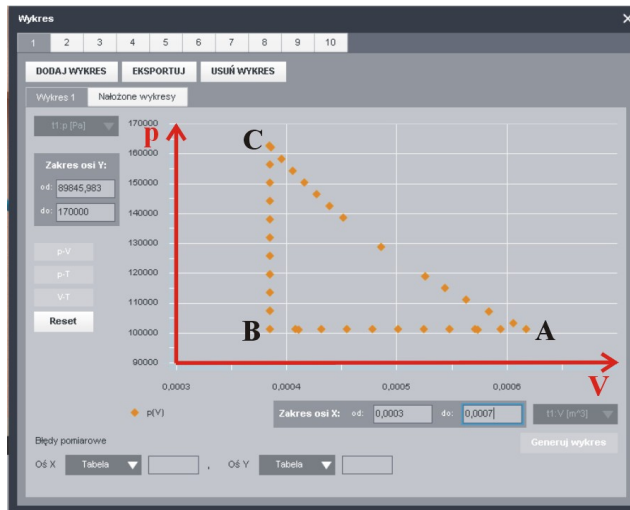 Wykres
1 2 3 4 5 6 7 8 9 10
DODAJ WYKRES EKSPORTUJ USUŃ WYKRES
Wykres 1 Nałożone wykresy
t1:p [Pa]
Zakres osi Y:
od: 89845,983
do: 170000
p-V
p-T
V-T
Reset
p
170000
160000
150000
140000
130000
120000
110000
100000
90000
C
B
A
V
0,0003 0,0004 0,0005 0,0006
p(V)
Zakres osi X: od: 0,0003 do: 0,0007
t1:V [m^3]
Generuj wykres
Błędy pomiarowe
Oś X Tabela , Oś Y Tabela